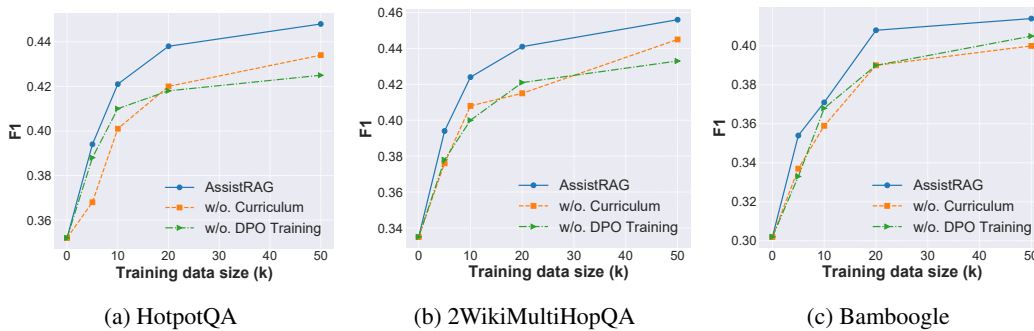 F1
0.44
0.42
0.40
0.38
0.36
AssistRAG
w/o. Curriculum
w/o. DPO Training
0 10 20 30 40 50
Training data size (k)
(a) HotpotQA
F1
0.46
0.44
0.42
0.40
0.38
0.36
0.34
AssistRAG
w/o. Curriculum
w/o. DPO Training
0 10 20 30 40 50
Training data size (k)
(b) 2WikiMultiHopQA
F1
0.40
0.38
0.36
0.34
0.32
0.30
AssistRAG
w/o. Curriculum
w/o. DPO Training
0 10 20 30 40 50
Training data size (k)
(c) Bamboogle